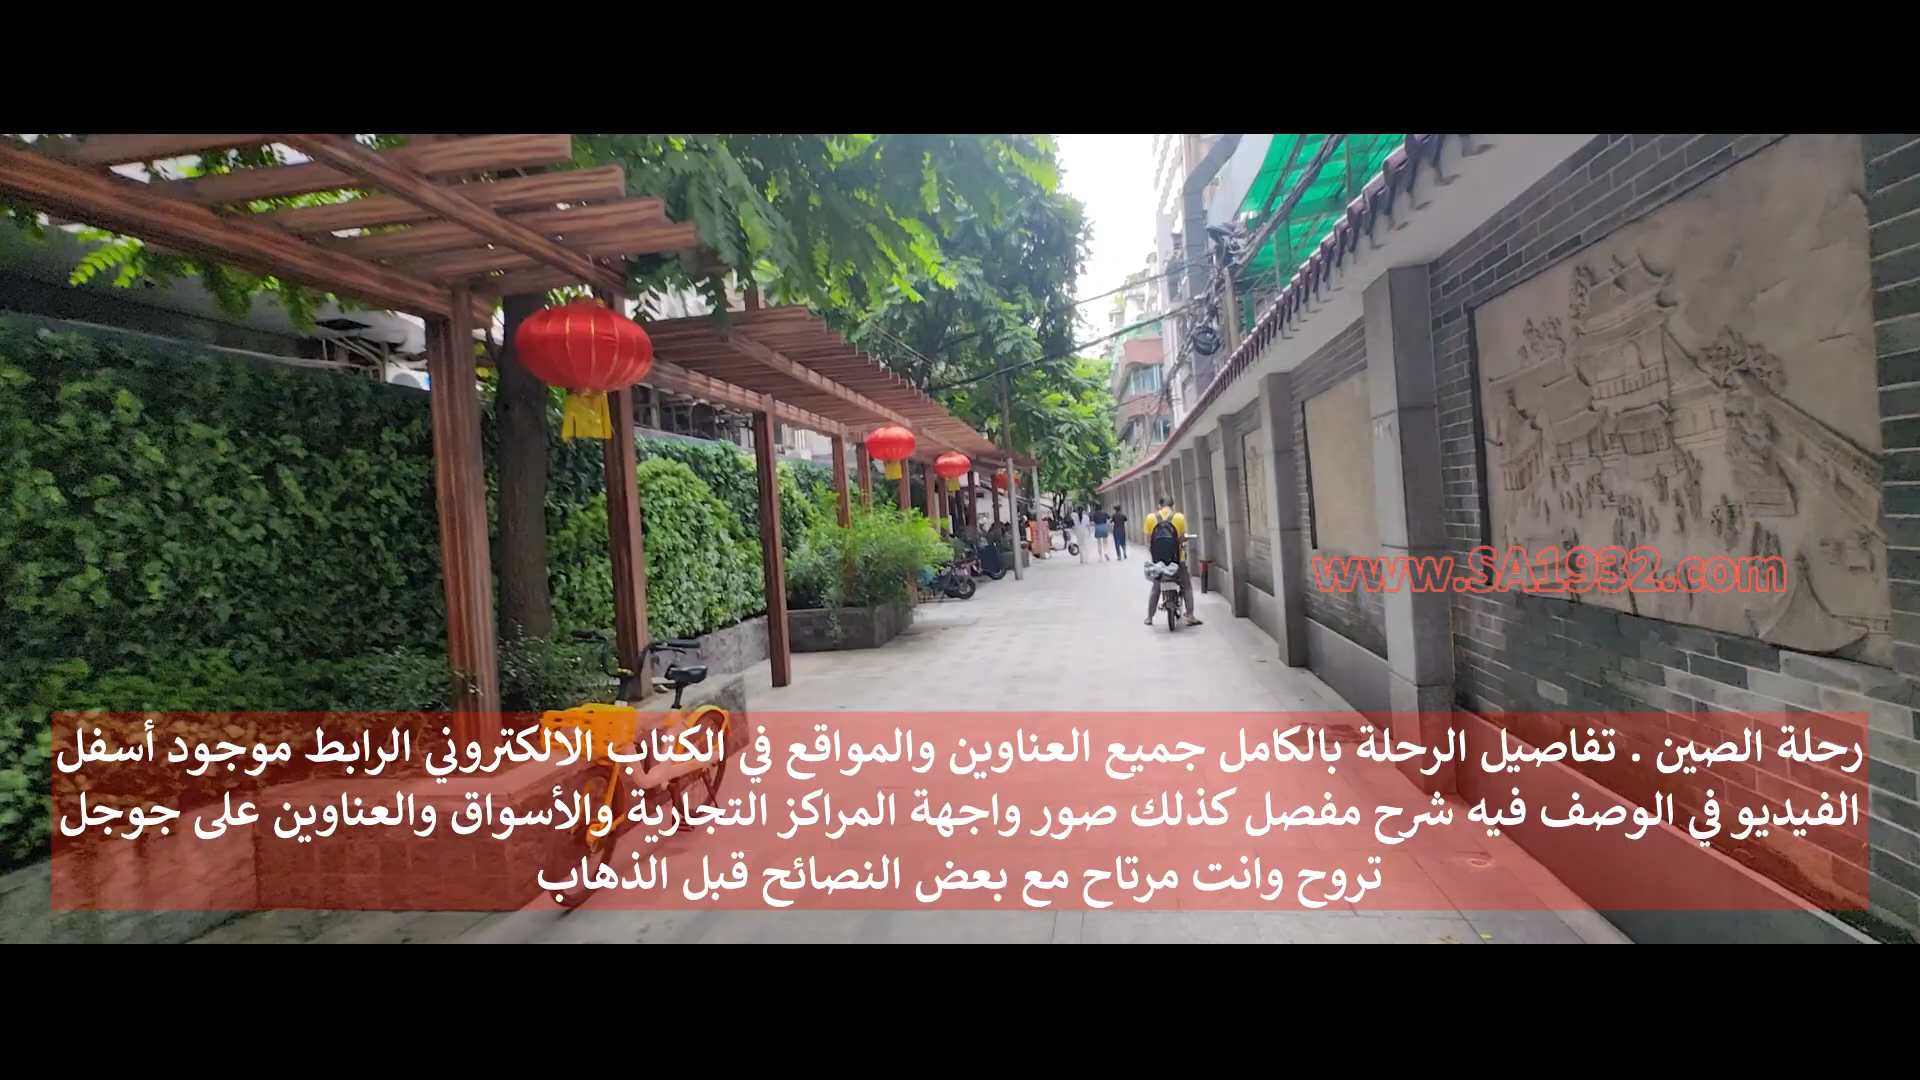 www.SA1932.com
رحلة الصين . تفاصيل الرحلة بالكامل جميع العناوين والمواقع في الكتاب الالكتروني الرابط موجود أسفل
الفيديو في الوصف فيه شرح مفصل كذلك صور واجهة المراكز التجارية والأسواق والعناوين على جوجل
تروح وانت مرتاح مع بعض النصائح قبل الذهاب